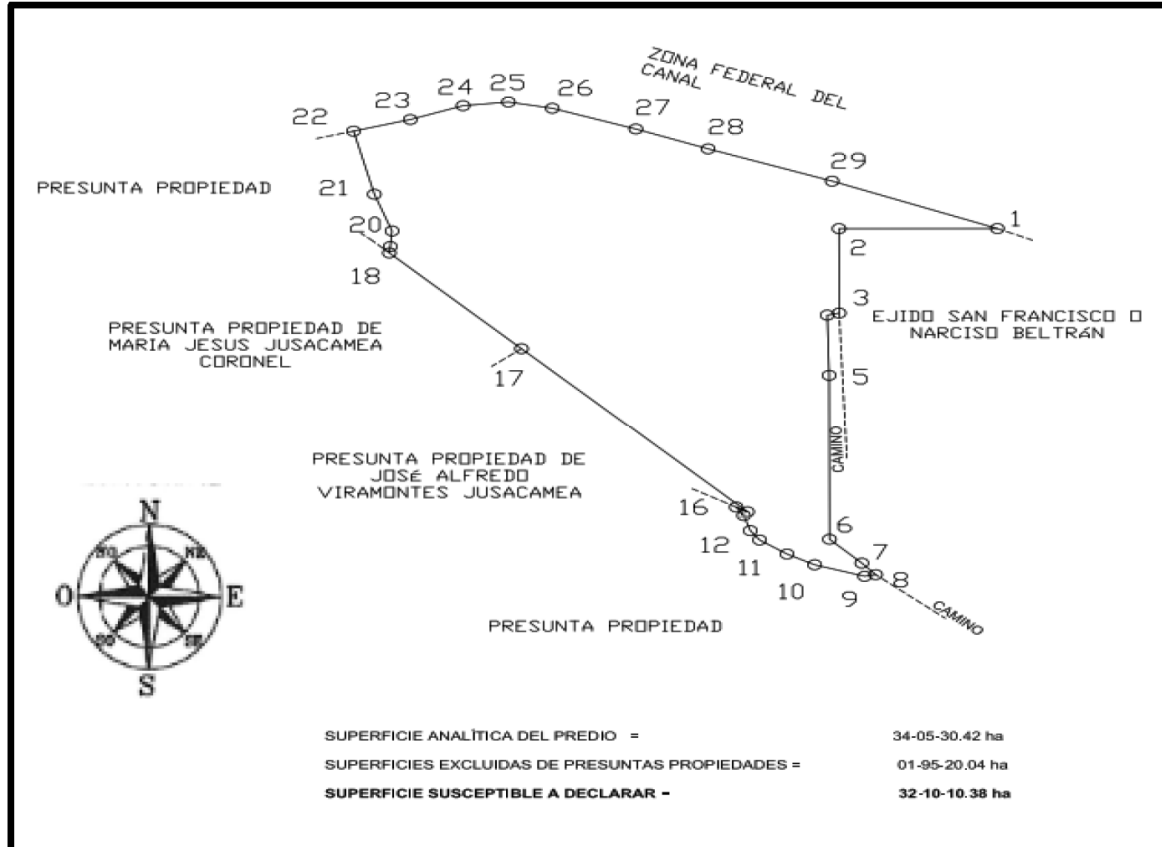 ZONA FEDERAL DEL
CANAL
22
23
24
25
26
27
28
29
1
PRESUNTA PROPIEDAD
21
20
18
2
3
EJIDO SAN FRANCISCO O
NARCISO BELTRÁN
PRESUNTA PROPIEDAD DE
MARIA JESUS JUSACAMEA
CORONEL
17
5
CAMINO
PRESUNTA PROPIEDAD DE
JOSÉ ALFREDO
VIRAMONTES JUSACAMEA
16
12
11
10
9
6
7
8
CAMINO
PRESUNTA PROPIEDAD
N
NO
NE
O
E
SO
SE
S
SUPERFICIE ANALÌTICA DEL PREDIO = 34-05-30.42 ha
SUPERFICIES EXCLUIDAS DE PRESUNTAS PROPIEDADES = 01-95-20.04 ha
SUPERFICIE SUSCEPTIBLE A DECLARAR = 32-10-10.38 ha